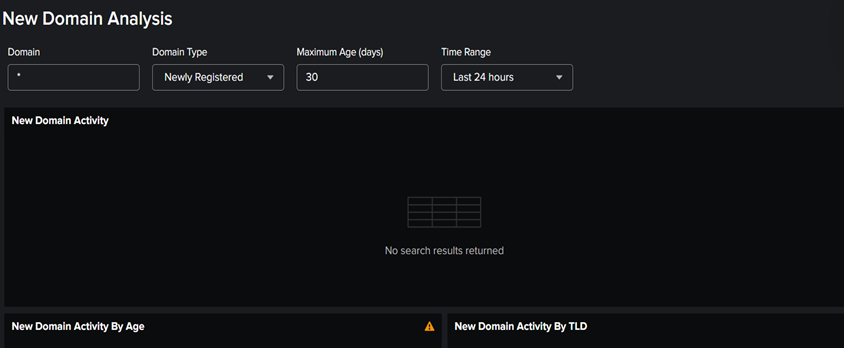 New Domain Analysis
Domain Domain Type Maximum Age (days) Time Range
* Newly Registered 30 Last 24 hours
New Domain Activity
No search results returned
New Domain Activity By Age New Domain Activity By TLD